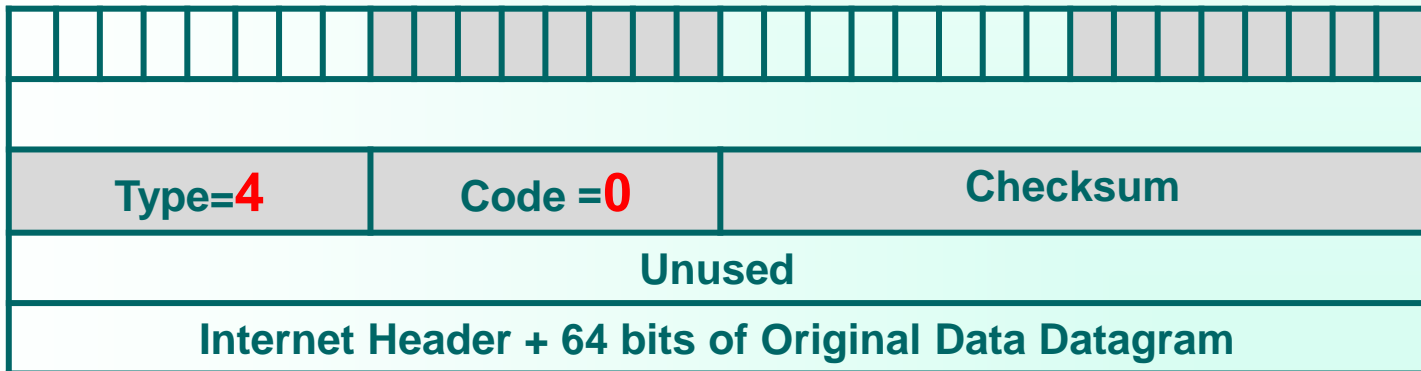 Type=4 Code =0 Checksum
Unused
Internet Header + 64 bits of Original Data Datagram